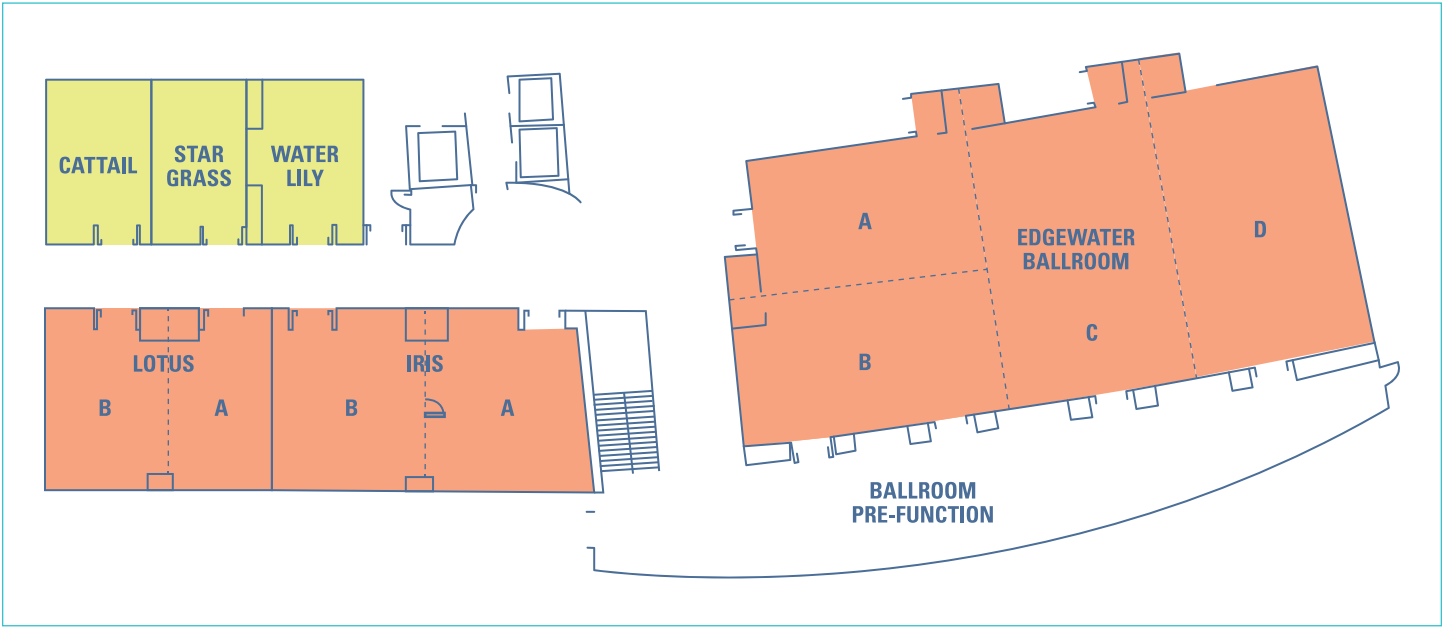 CATTAIL
STAR
GRASS
WATER
LILY
LOTUS
B
A
IRIS
B
A
A
B
EDGEWATER
BALLROOM
C
D
BALLROOM
PRE-FUNCTION